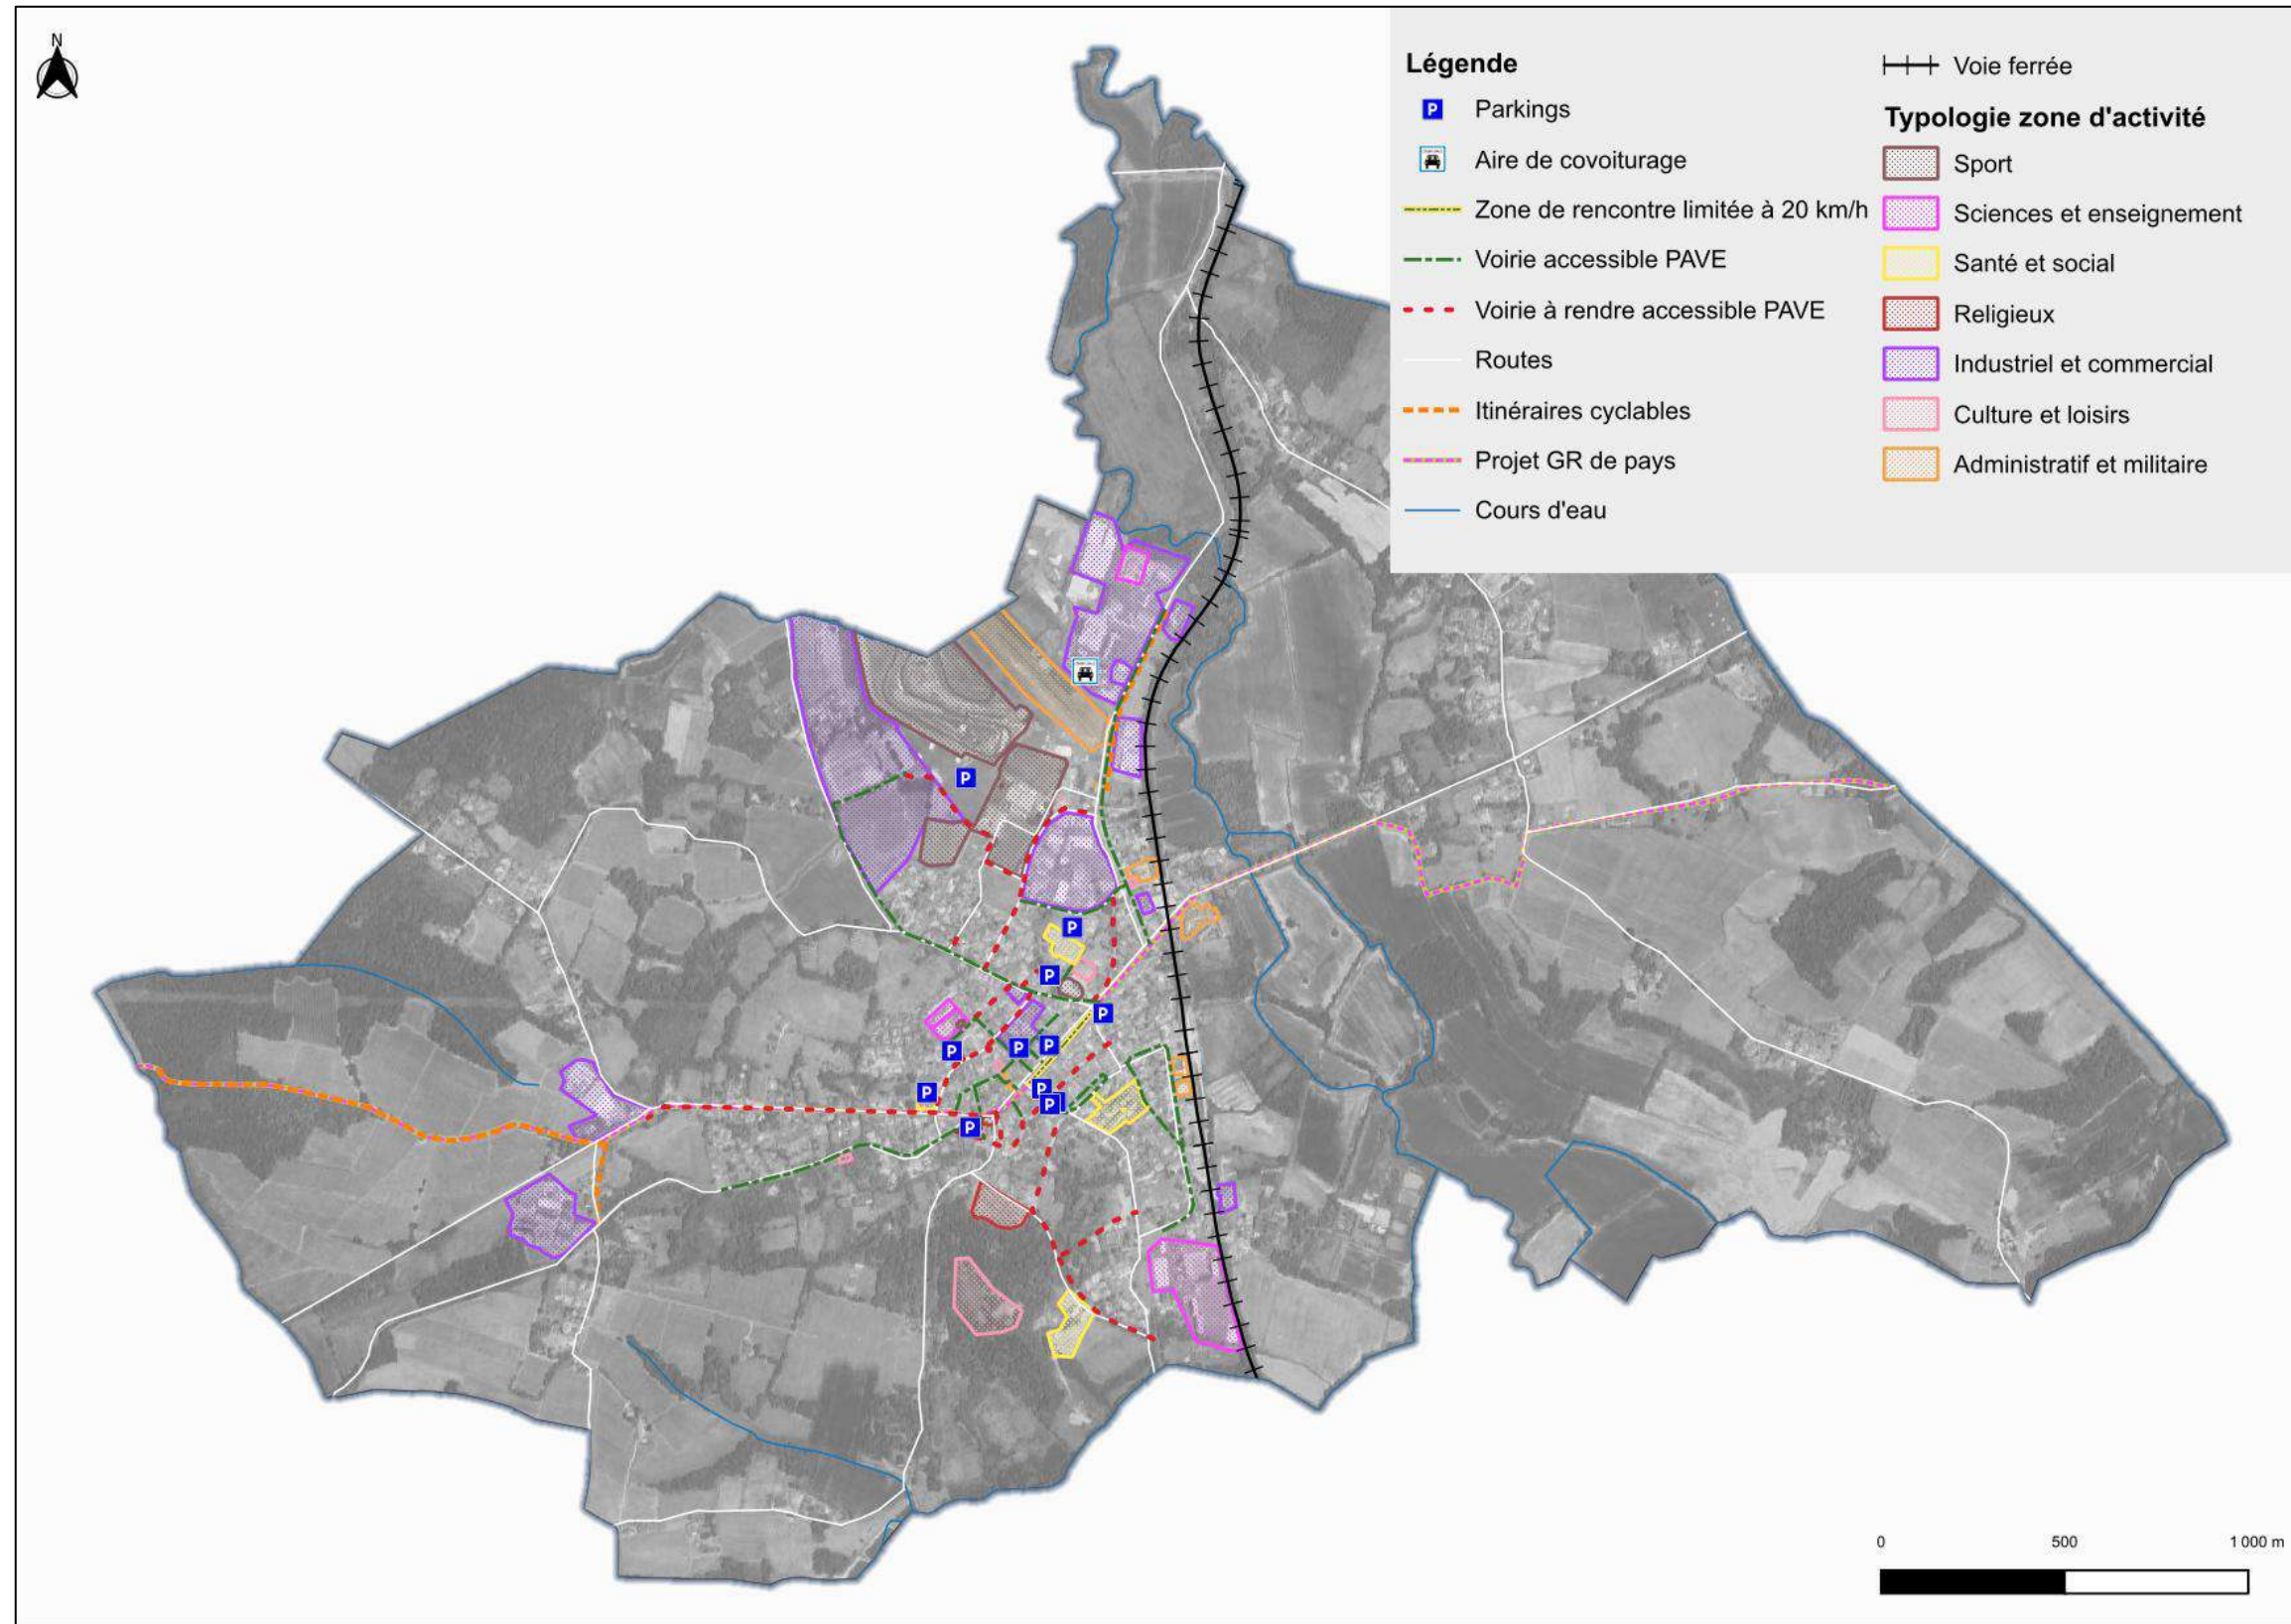 N
Légende
P Parkings
Aire de covoiturage
Zone de rencontre limitée à 20 km/h
Voirie accessible PAVE
Voirie à rendre accessible PAVE
Routes
Itinéraires cyclables
Projet GR de pays
Cours d'eau
Voie ferrée
Typologie zone d'activité
Sport
Sciences et enseignement
Santé et social
Religieux
Industriel et commercial
Culture et loisirs
Administratif et militaire
P
P
P
P
P
P
P
P
P
P
P
0 500 1 000 m